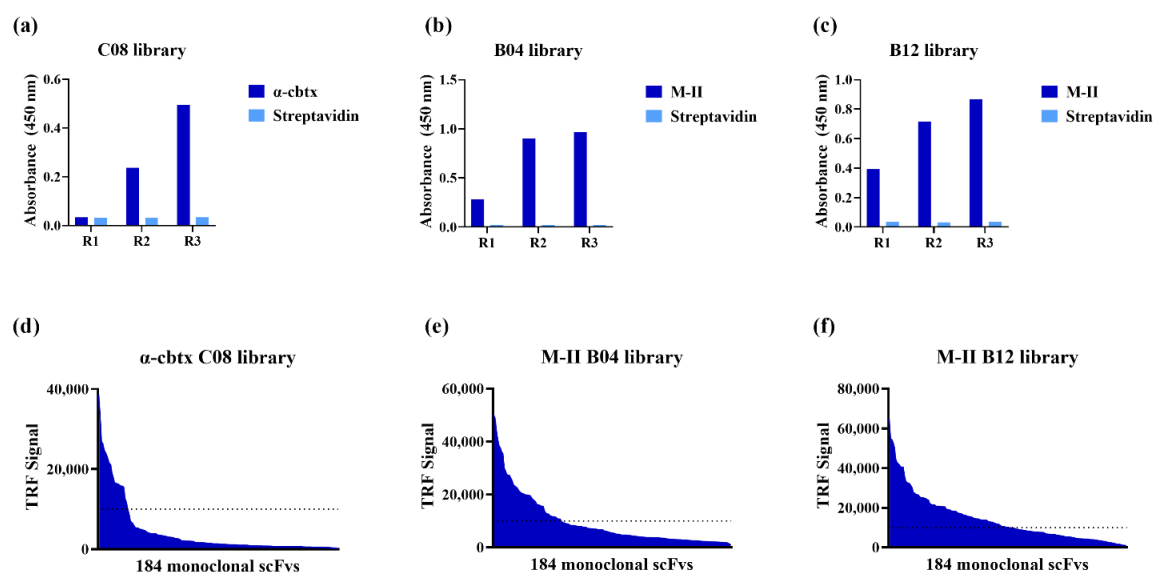 (a)
C08 library
Absorbance (450 nm)
0.6
0.4
0.2
0.0
R1 R2 R3
α-cbtx
Streptavidin
(b)
B04 library
Absorbance (450 nm)
1.5
1.0
0.5
0.0
R1 R2 R3
M-II
Streptavidin
(c)
B12 library
Absorbance (450 nm)
1.0
0.8
0.6
0.4
0.2
0.0
R1 R2 R3
M-II
Streptavidin
(d)
α-cbtx C08 library
TRF Signal
40,000
20,000
0
184 monoclonal scFvs
(e)
M-II B04 library
TRF Signal
60,000
40,000
20,000
0
184 monoclonal scFvs
(f)
M-II B12 library
TRF Signal
80,000
60,000
40,000
20,000
0
184 monoclonal scFvs